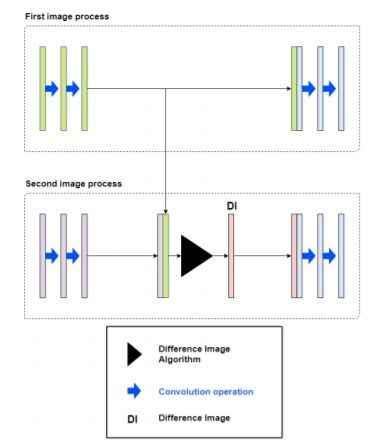 First image process
Second image process
DI
Difference Image
Algorithm
Convolution operation
DI Difference Image